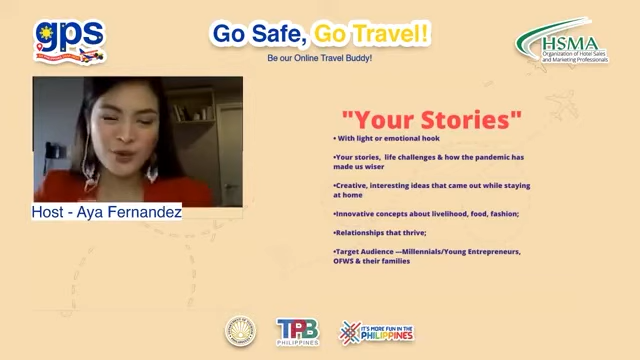 gps
Go Safe, Go Travel!
Be our Online Travel Buddy!
HSMA
Organization of Hotel Sales
and Marketing Professionals
Host - Aya Fernandez
"Your Stories"
• With light or emotional hook
•Your stories, life challenges & how the pandemic has
made us wiser
•Creative, interesting ideas that came out while staying
at home
•Innovative concepts about livelihood, food, fashion;
•Relationships that thrive;
•Target Audience —Millennials/Young Entrepreneurs,
OFWS & their families
TPB
PHILIPPINES
IT'S MORE FUN IN THE
PHILIPPINES